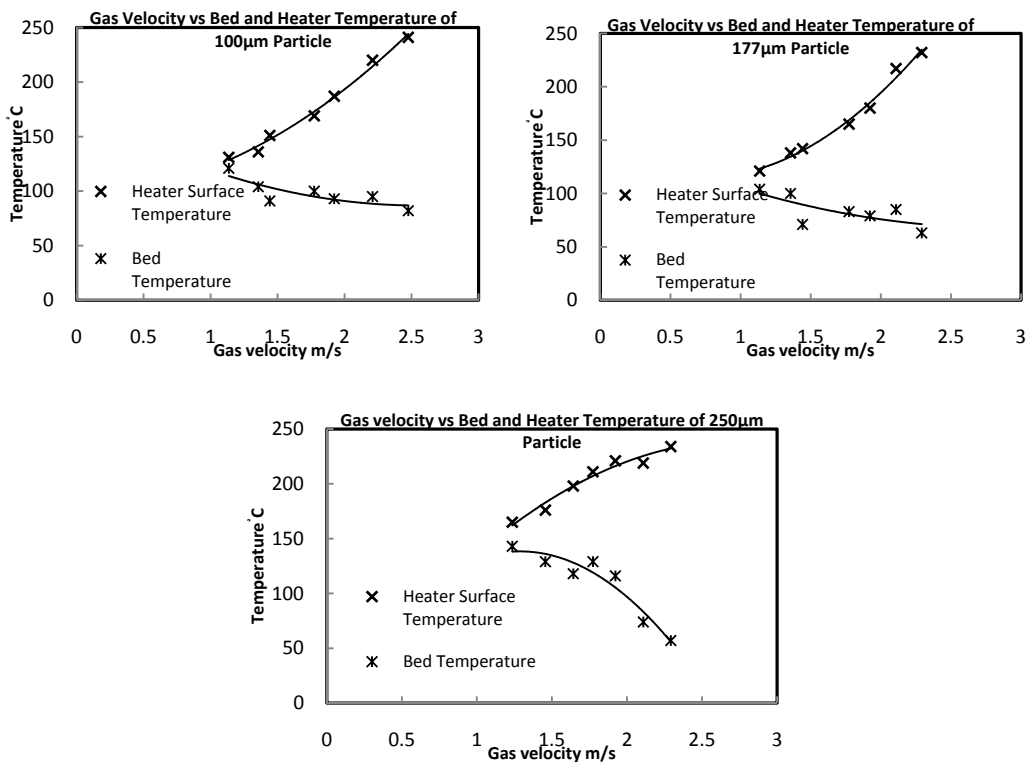 Gas Velocity vs Bed and Heater Temperature of
100µm Particle
250
200
150
100
50
0
Temperature ̊C
Heater Surface
Temperature
Bed
Temperature
0 0.5 1 1.5 2 2.5 3
Gas velocity m/s
Gas Velocity vs Bed and Heater Temperature of
177µm Particle
250
200
150
100
50
0
Temperature ̊C
Heater Surface
Temperature
Bed
Temperature
0 0.5 1 1.5 2 2.5 3
Gas velocity m/s
Gas velocity vs Bed and Heater Temperature of 250µm
Particle
250
200
150
100
50
0
Temperature ̊C
Heater Surface
Temperature
Bed Temperature
0 0.5 1 1.5 2 2.5 3
Gas velocity m/s